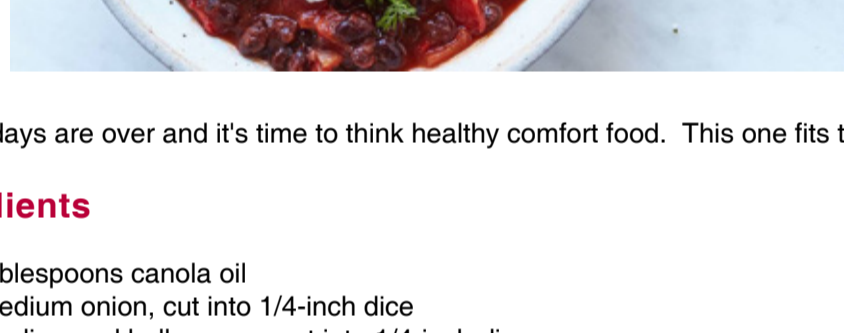 days are over and it's time to think healthy comfort food.  This one fits t
dients
blespoons canola oil
edium onion, cut into 1/4-inch dice